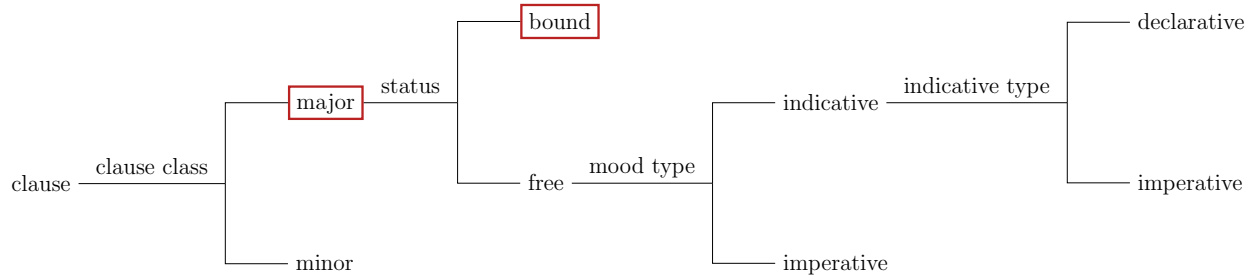 clause
clause class
major
minor
status
bound
free
mood type
indicative
imperative
indicative type
declarative
imperative